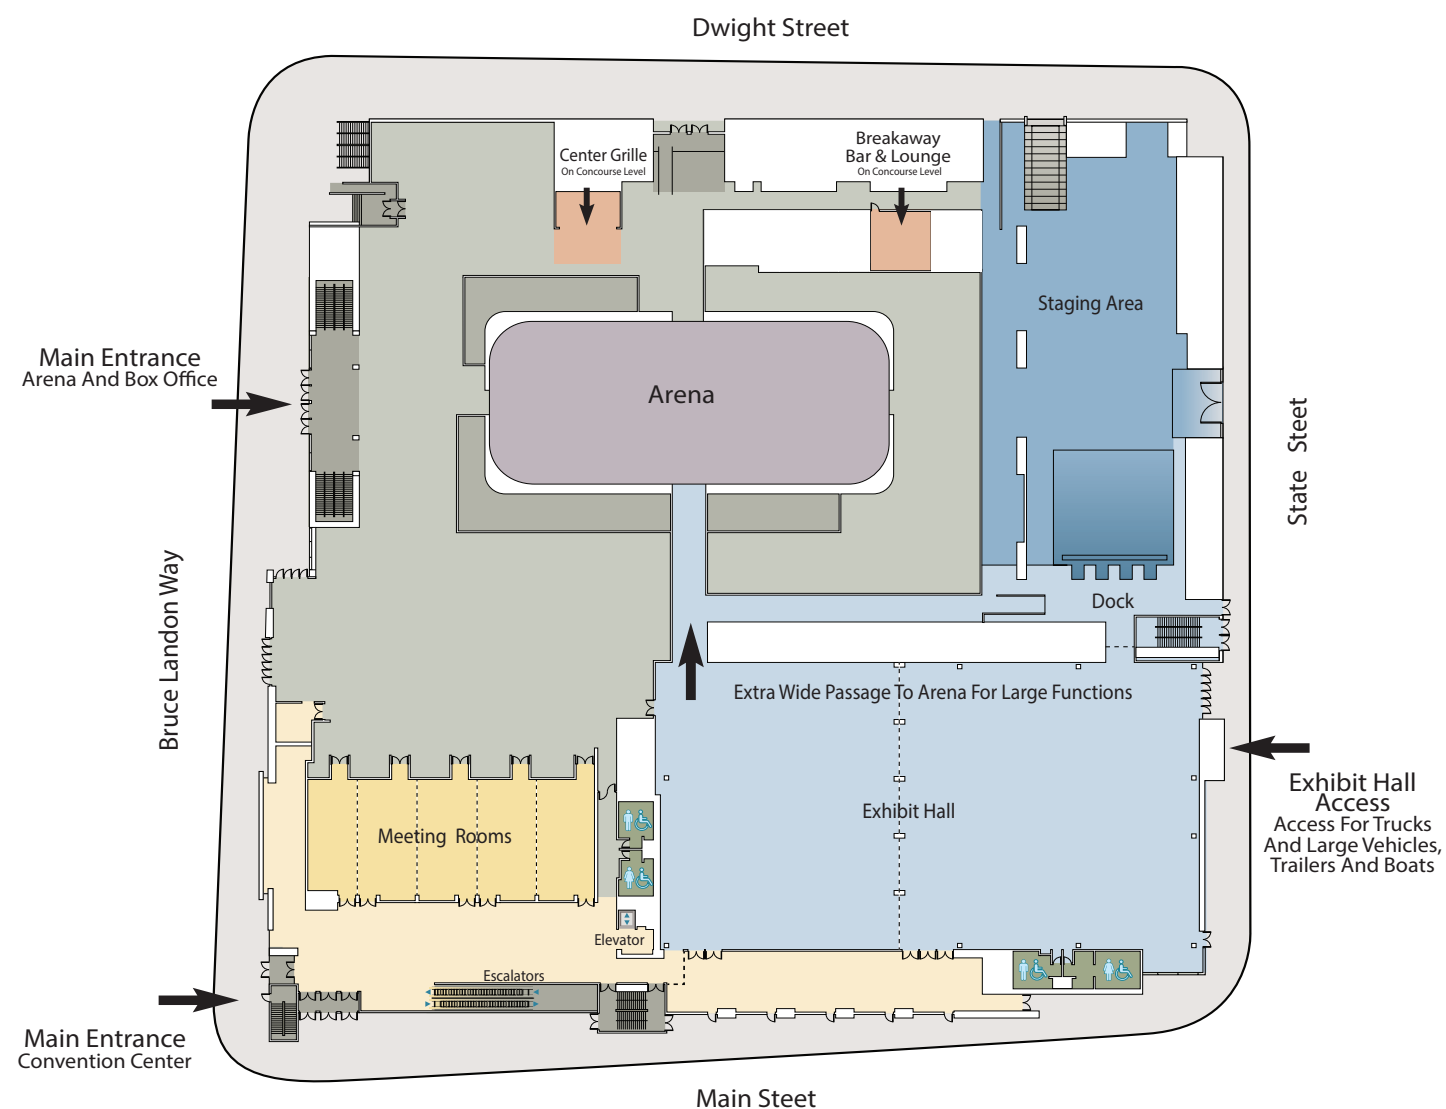 Dwight Street
Center Grille
On Concourse Level
Breakaway
Bar & Lounge
On Concourse Level
Staging Area
Main Entrance
Arena And Box Office
Arena
State Steet
Bruce Landon Way
Dock
Extra Wide Passage To Arena For Large Functions
Exhibit Hall
Access
Access For Trucks
And Large Vehicles,
Trailers And Boats
Exhibit Hall
Meeting Rooms
Elevator
Escalators
Main Entrance
Convention Center
Main Steet